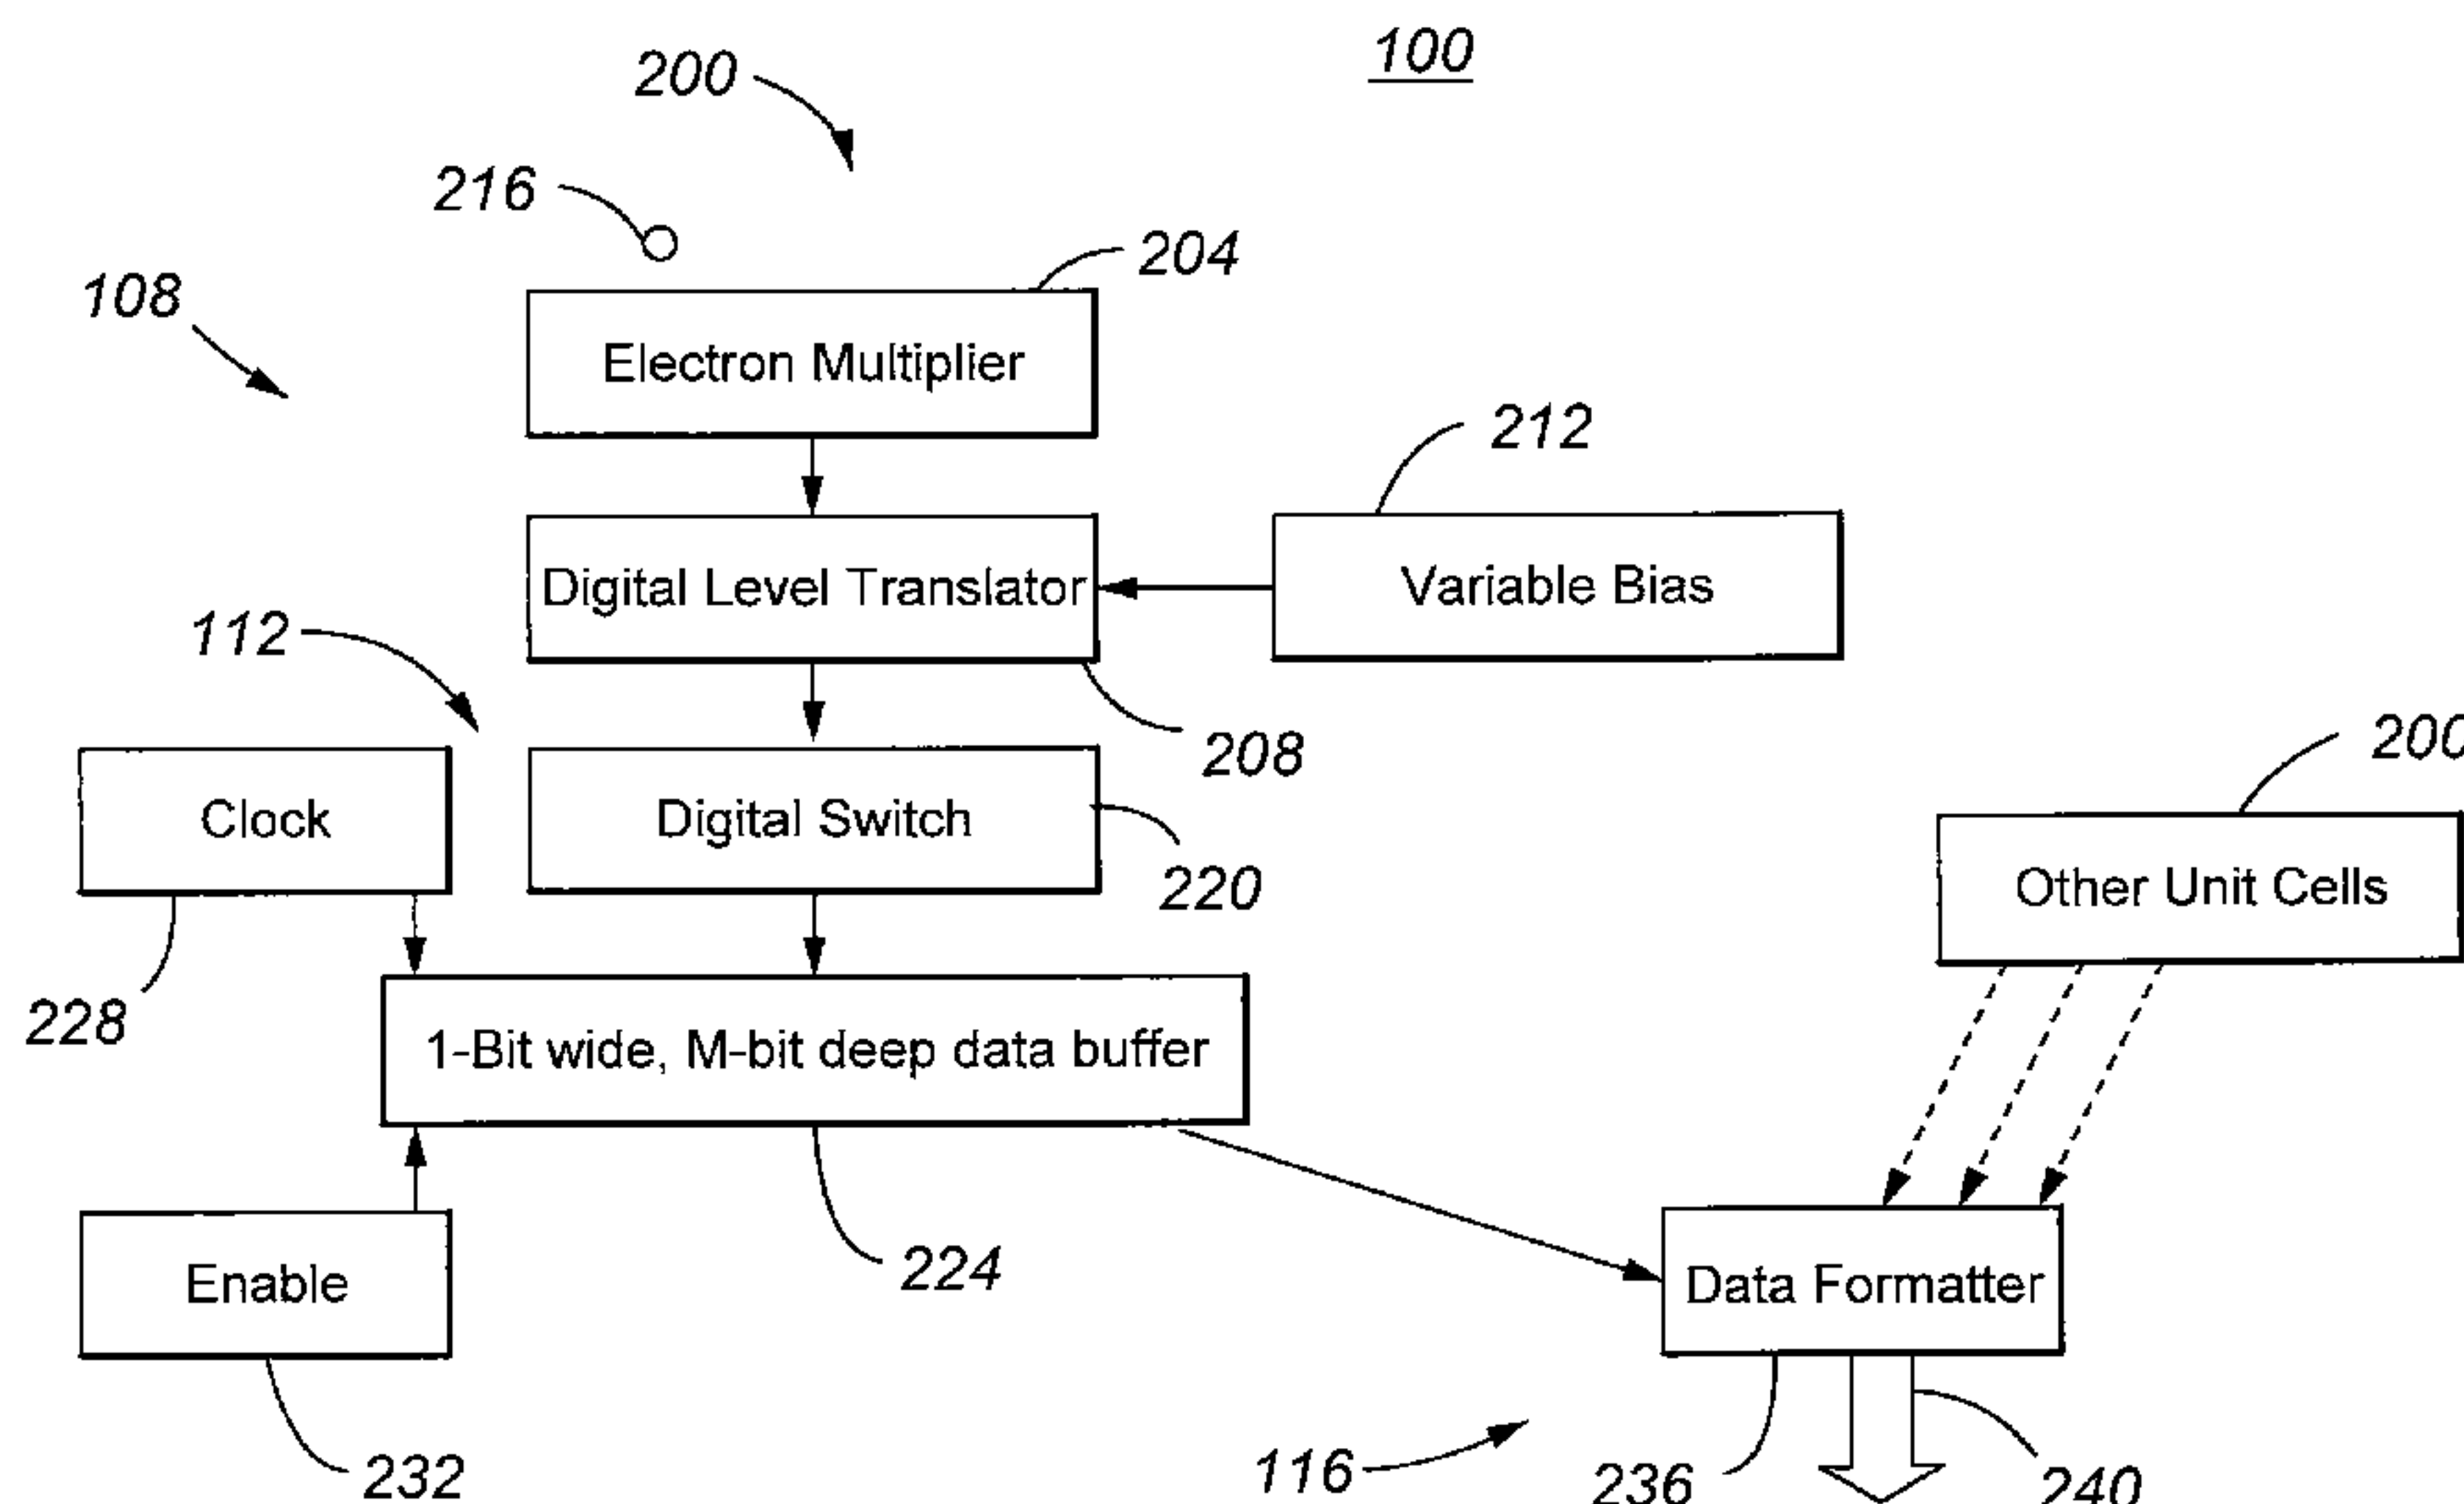 100
200
216
204
108
Electron Multiplier
212
Digital Level Translator
Variable Bias
112
208
200
Clock
Digital Switch
220
Other Unit Cells
228
1-Bit wide, M-bit deep data buffer
224
Enable
Data Formatter
232
116
236
240